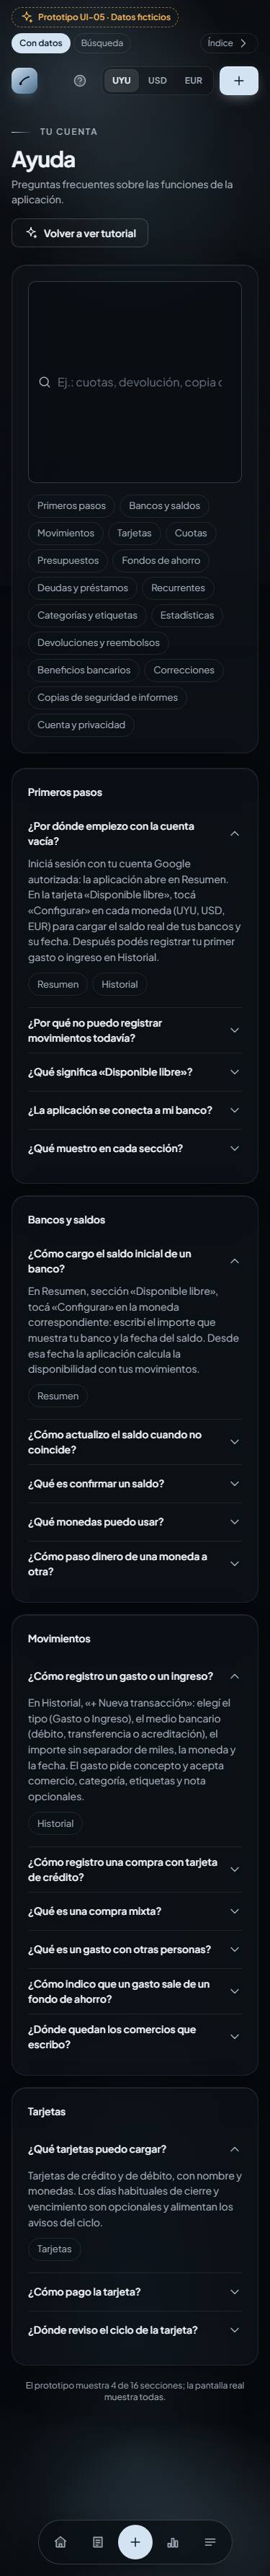 Prototipo UI-05 · Datos ficticios
Con datos
Búsqueda
Índice
UYU
USD
EUR
TU CUENTA
Ayuda
Preguntas frecuentes sobre las funciones de la
aplicación.
Volver a ver tutorial
Ej.: cuotas, devolución, copia c
Primeros pasos
Bancos y saldos
Movimientos
Tarjetas
Cuotas
Presupuestos
Fondos de ahorro
Deudas y préstamos
Recurrentes
Categorías y etiquetas
Estadísticas
Devoluciones y reembolsos
Beneficios bancarios
Correcciones
Copias de seguridad e informes
Cuenta y privacidad
Primeros pasos
¿Por dónde empiezo con la cuenta
vacía?
Iniciá sesión con tu cuenta Google
autorizada: la aplicación abre en Resumen.
En la tarjeta «Disponible libre», tocá
«Configurar» en cada moneda (UYU, USD,
EUR) para cargar el saldo real de tus bancos y
su fecha. Después podés registrar tu primer
gasto o ingreso en Historial.
Resumen
Historial
¿Por qué no puedo registrar
movimientos todavía?
¿Qué significa «Disponible libre»?
¿La aplicación se conecta a mi banco?
¿Qué muestro en cada sección?
Bancos y saldos
¿Cómo cargo el saldo inicial de un
banco?
En Resumen, sección «Disponible libre»,
tocá «Configurar» en la moneda
correspondiente: escribí el importe que
muestra tu banco y la fecha del saldo. Desde
esa fecha la aplicación calcula la
disponibilidad con tus movimientos.
Resumen
¿Cómo actualizo el saldo cuando no
coincide?
¿Qué es confirmar un saldo?
¿Qué monedas puedo usar?
¿Cómo paso dinero de una moneda a
otra?
Movimientos
¿Cómo registro un gasto o un ingreso?
En Historial, «+ Nueva transacción»: elegí el
tipo (Gasto o Ingreso), el medio bancario
(débito, transferencia o acreditación), el
importe sin separador de miles, la moneda y
la fecha. El gasto pide concepto y acepta
comercio, categoría, etiquetas y nota
opcionales.
Historial
¿Cómo registro una compra con tarjeta
de crédito?
¿Qué es una compra mixta?
¿Qué es un gasto con otras personas?
¿Cómo indico que un gasto sale de un
fondo de ahorro?
¿Dónde quedan los comercios que
escribo?
Tarjetas
¿Qué tarjetas puedo cargar?
Tarjetas de crédito y de débito, con nombre y
monedas. Los días habituales de cierre y
vencimiento son opcionales y alimentan los
avisos del ciclo.
Tarjetas
¿Cómo pago la tarjeta?
¿Dónde reviso el ciclo de la tarjeta?
El prototipo muestra 4 de 16 secciones; la pantalla real
muestra todas.